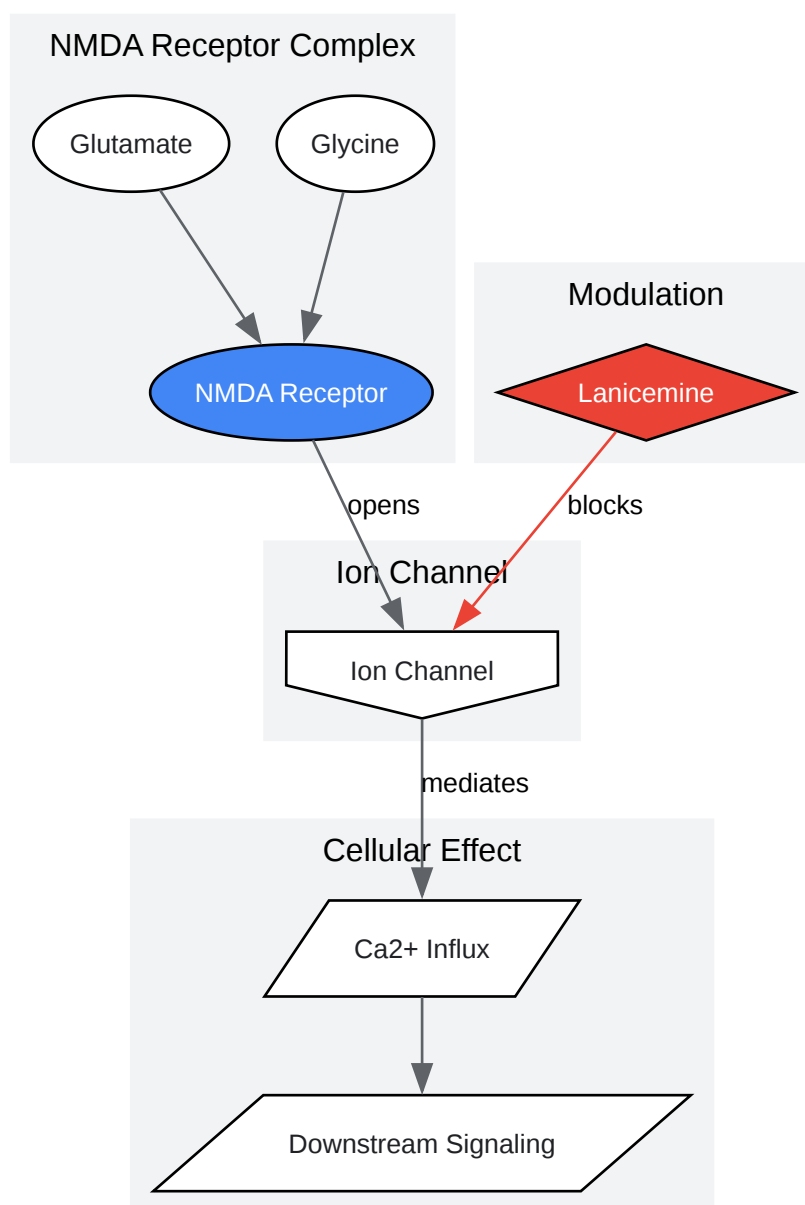 NMDA Receptor Complex
Glutamate
Glycine
Modulation
NMDA Receptor
Lanicemine
opens
blocks
Ion Channel
Ion Channel
mediates
Cellular Effect
Ca2+ Influx
Downstream Signaling